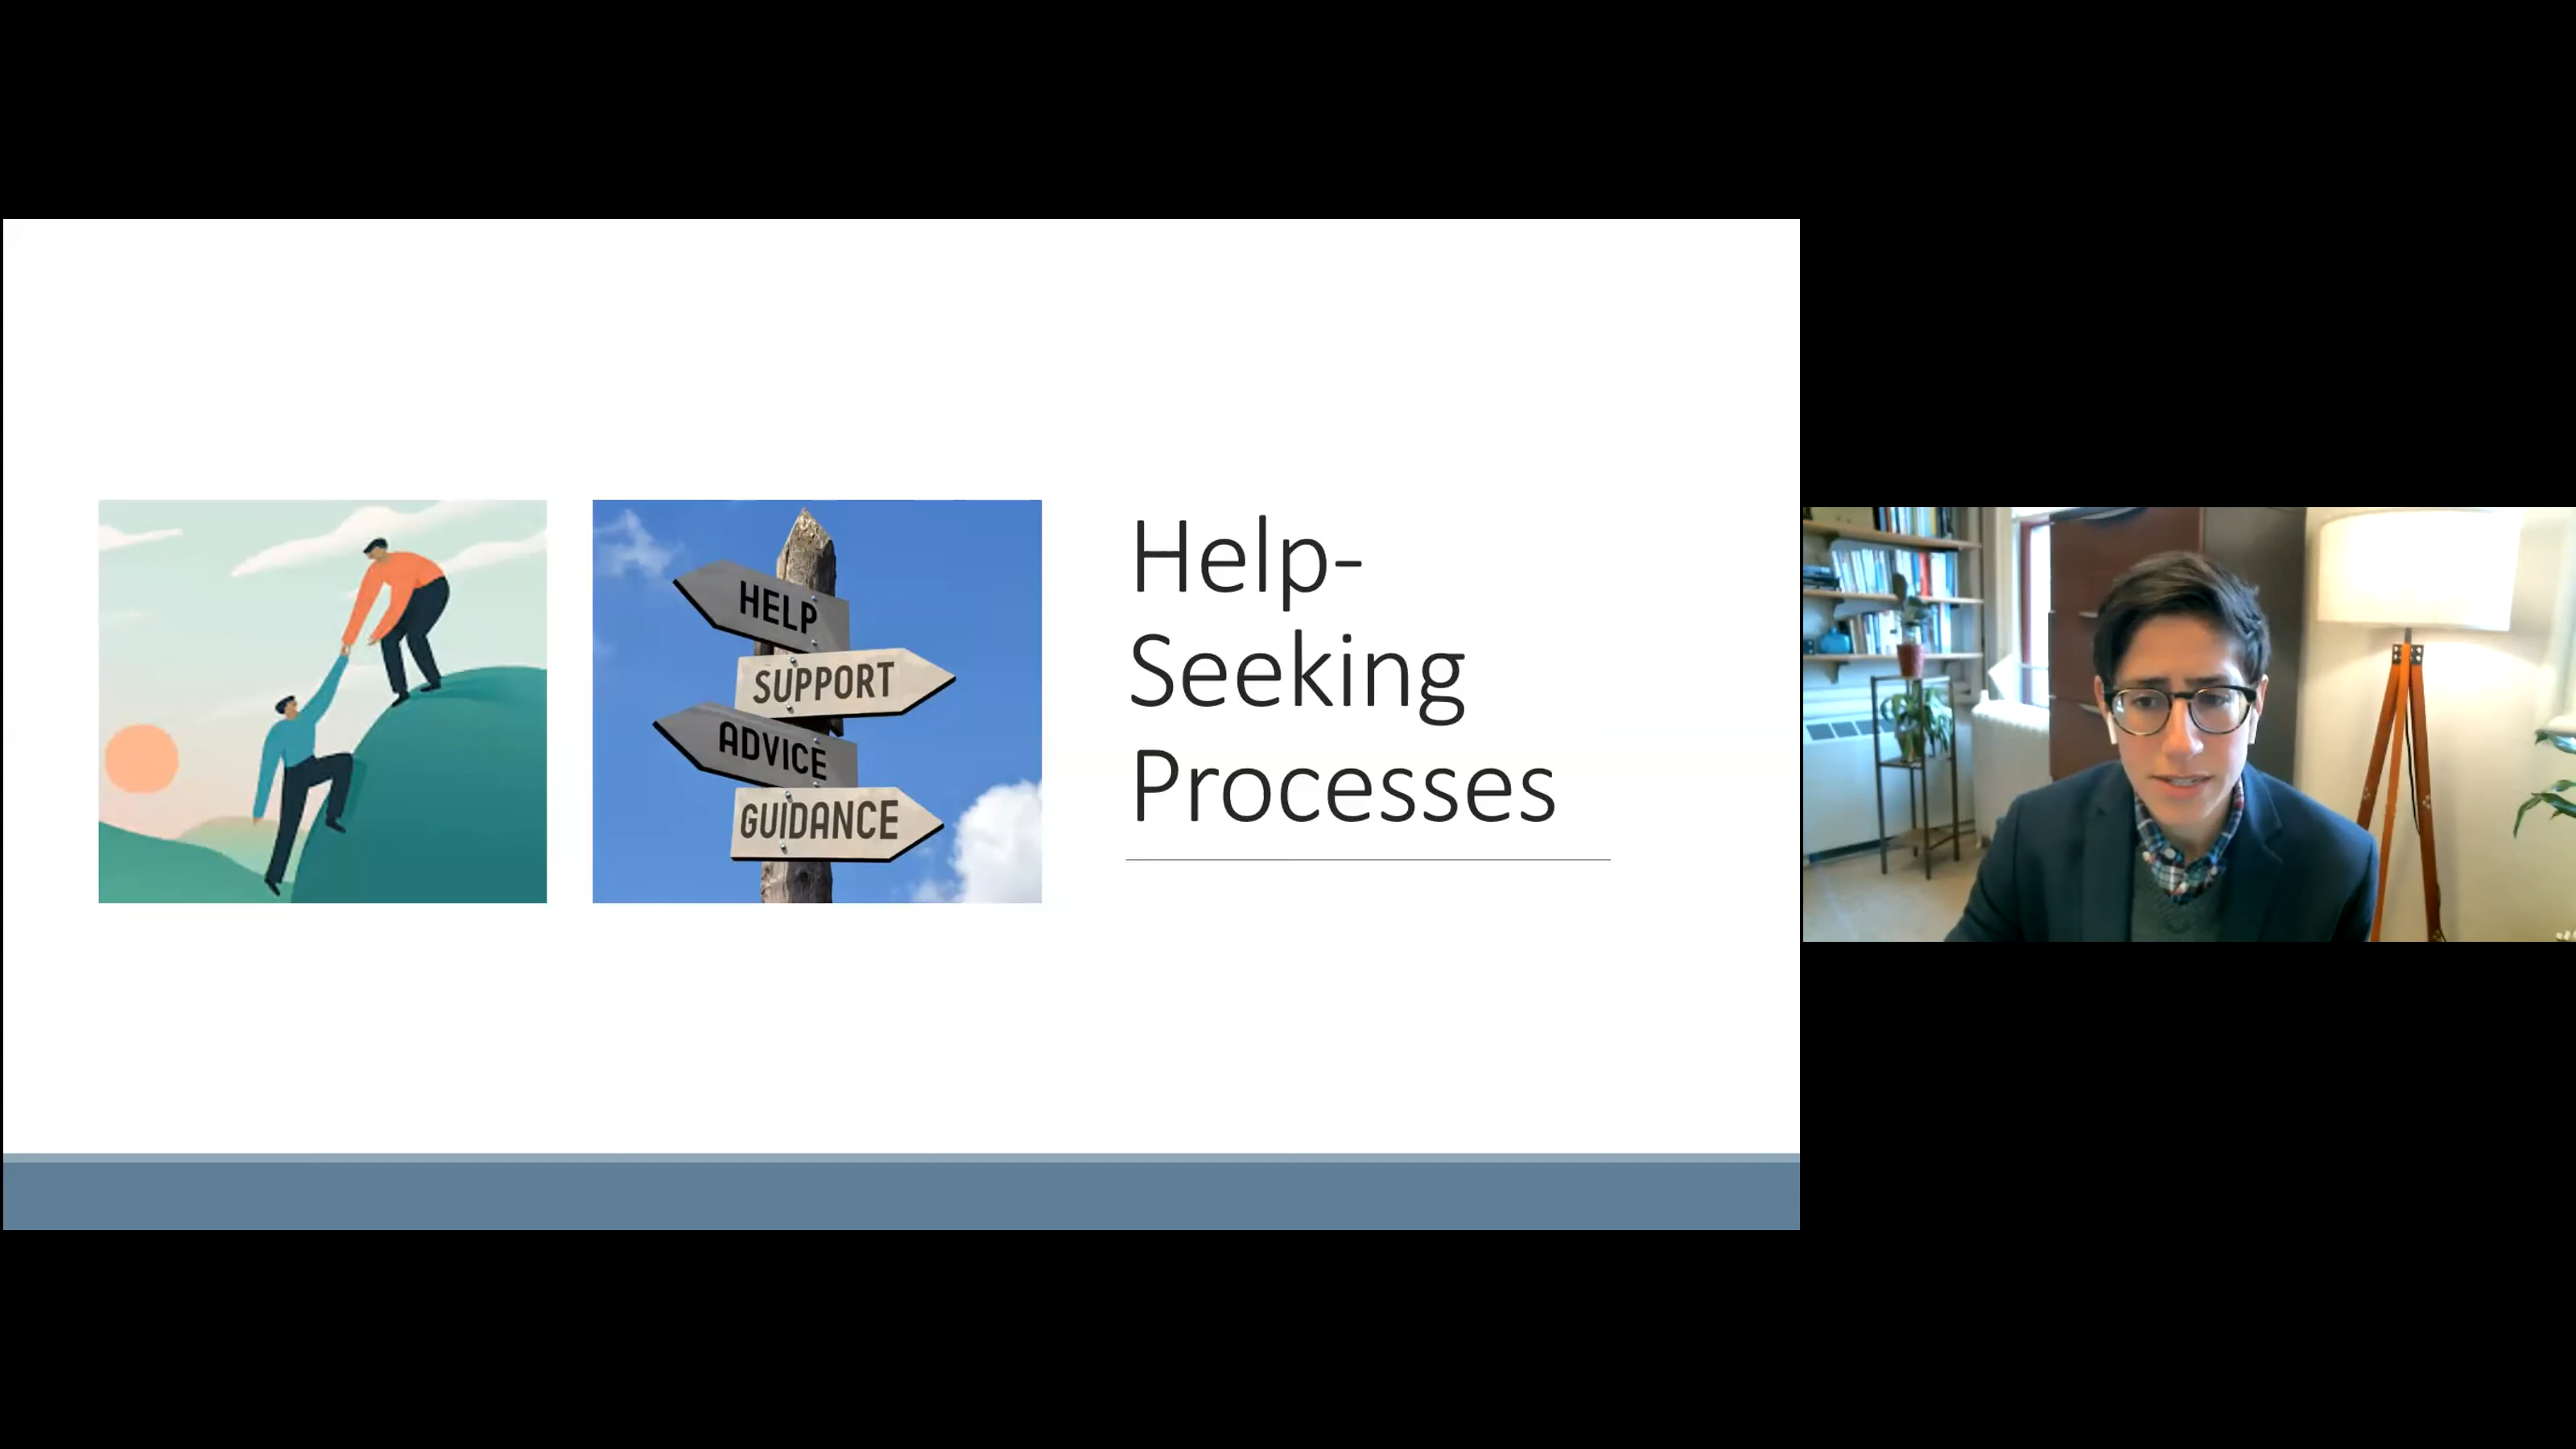 HELP
SUPPORT
ADVICE
GUIDANCE
Help-
Seeking
Processes